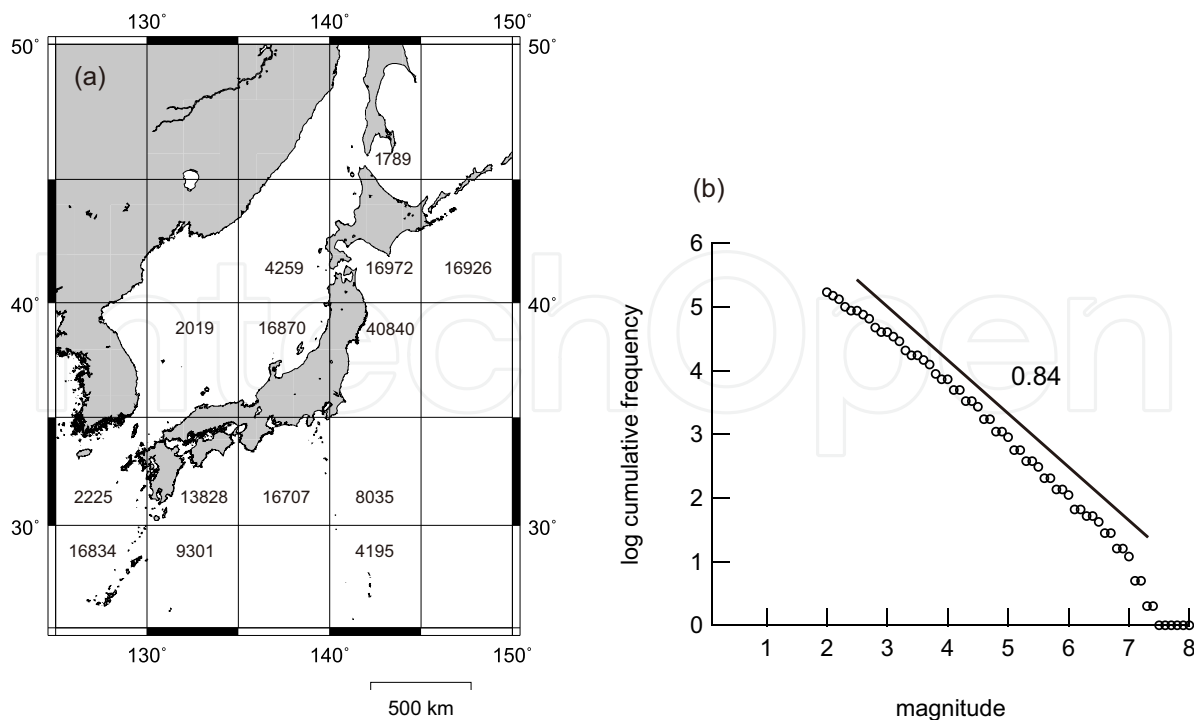 130˚ 140˚ 150˚
50˚ 50˚
(a)
1789
4259 16972 16926
40˚ 40˚
2019 16870 40840
2225 13828 16707 8035
30˚ 30˚
16834 9301 4195
130˚ 140˚ 150˚
500 km
(b)
6
5
4
3
2
1
0
log cumulative frequency
0.84
1 2 3 4 5 6 7 8
magnitude
IntechOpen